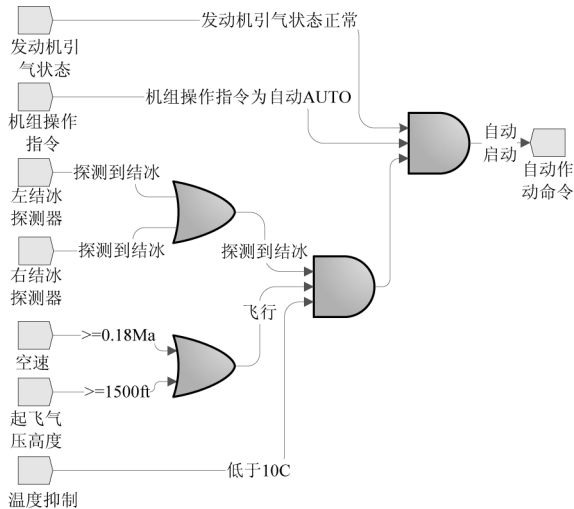 发动机引气状态正常
发动机引
气状态
机组操作指令为自动AUTO
机组操作
指令
自动
启动
自动作
动命令
探测到结冰
左结冰
探测器
探测到结冰
探测到结冰
右结冰
探测器
飞行
>=0.18Ma
空速
>=1500ft
起飞气
压高度
低于10C
温度抑制